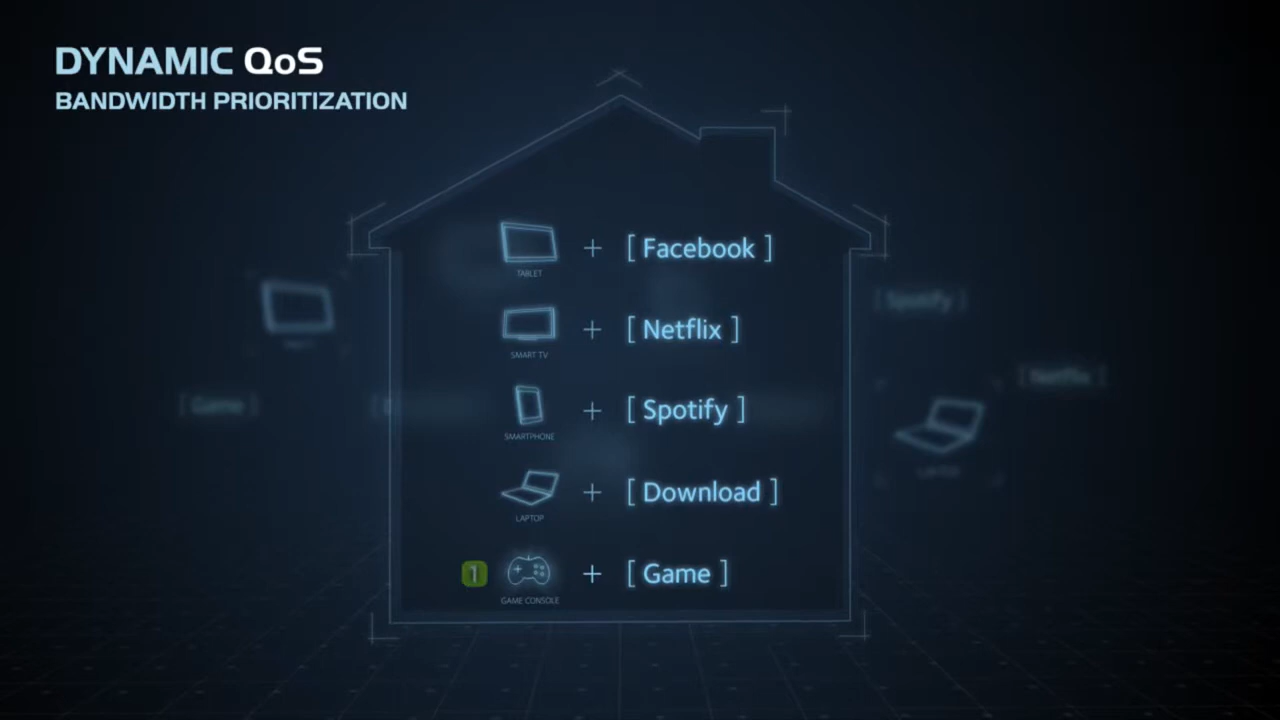 DYNAMIC QoS
BANDWIDTH PRIORITIZATION
TABLET + [ Facebook ]
SMART TV + [ Netflix ]
SMARTPHONE + [ Spotify ]
LAPTOP + [ Download ]
1 GAME CONSOLE + [ Game ]
[ Spotify ]
[ Netflix ]
[ Game ]
LAPTOP